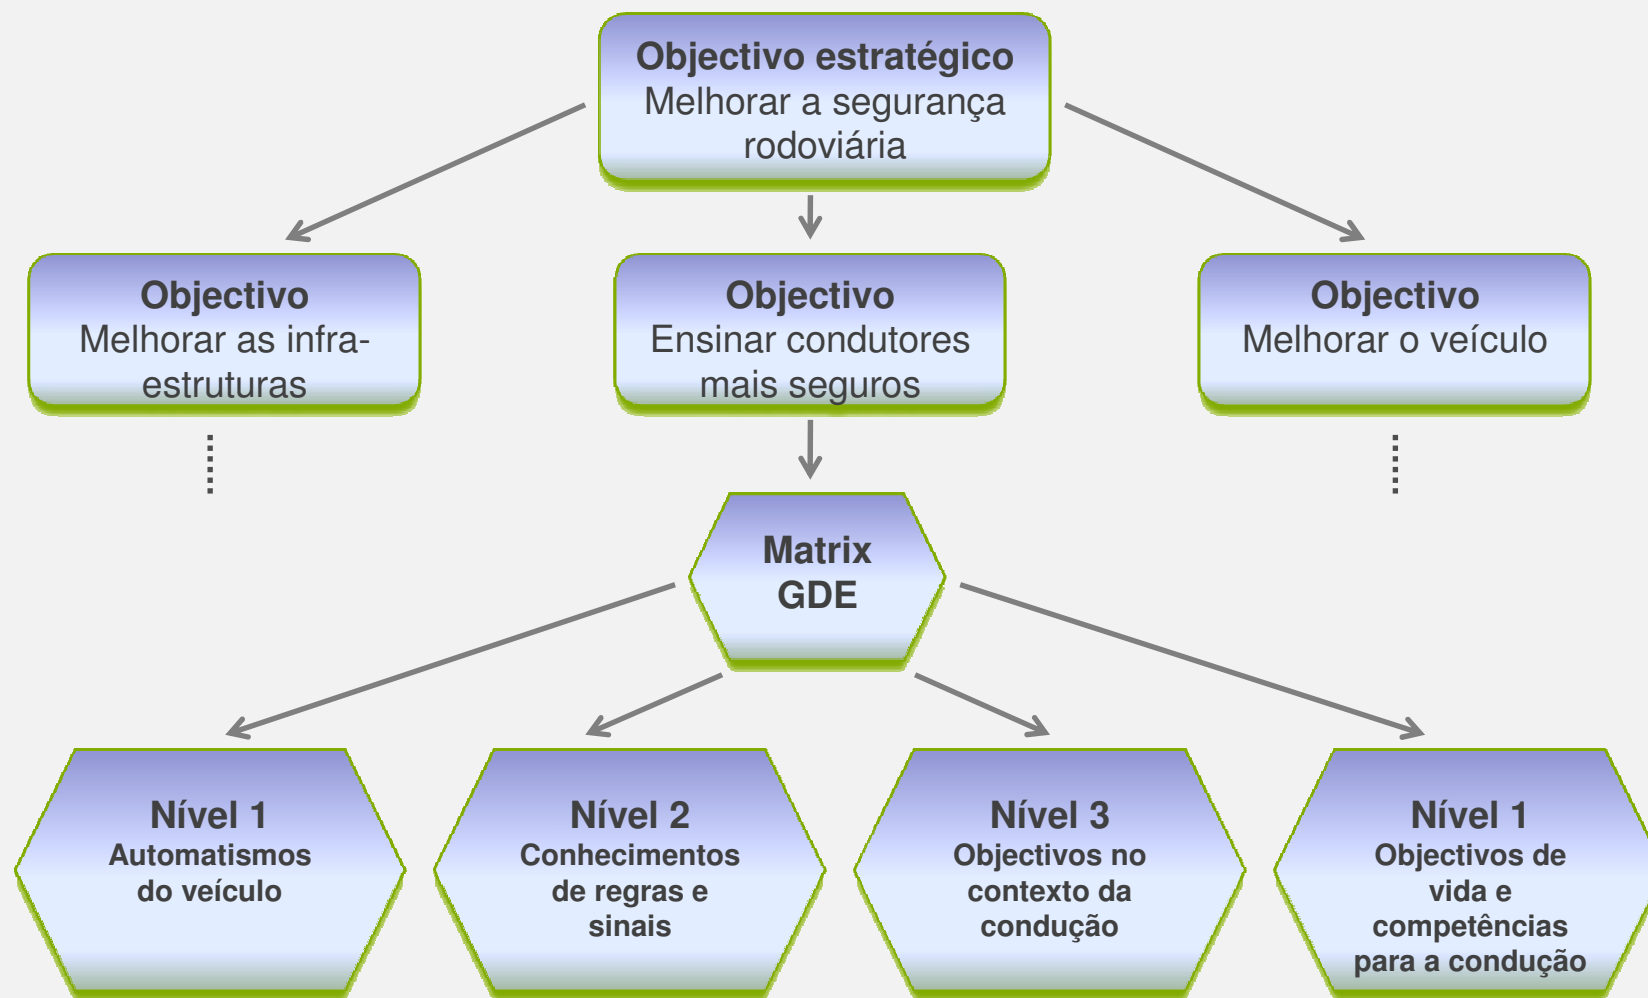 Objectivo estratégico
Melhorar a segurança
rodoviária
Objectivo
Melhorar as infra-
estruturas
Objectivo
Ensinar condutores
mais seguros
Objectivo
Melhorar o veículo
Matrix
GDE
Nível 1
Automatismos
do veículo
Nível 2
Conhecimentos
de regras e
sinais
Nível 3
Objectivos no
contexto da
condução
Nível 1
Objectivos de
vida e
competências
para a condução